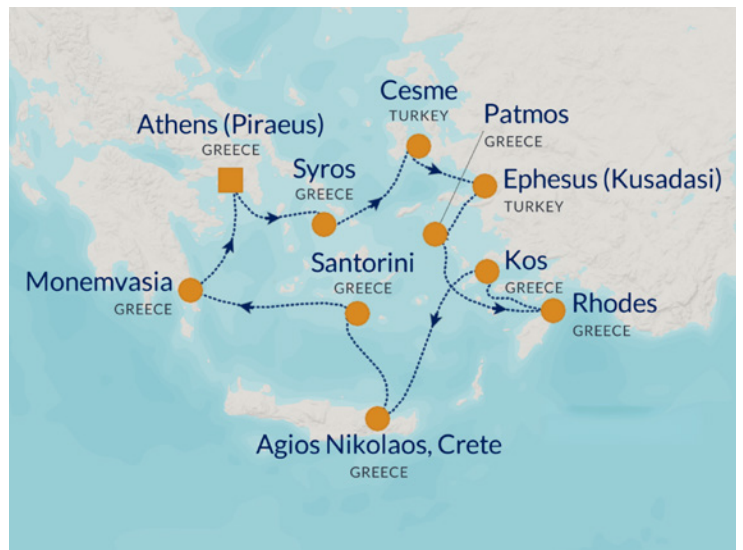 Cesme
TURKEY
Patmos
GREECE
Athens (Piraeus)
GREECE
Syros
GREECE
Ephesus (Kusadasi)
TURKEY
Santorini
GREECE
Kos
GREECE
Monemvasia
GREECE
Rhodes
GREECE
Agios Nikolaos, Crete
GREECE